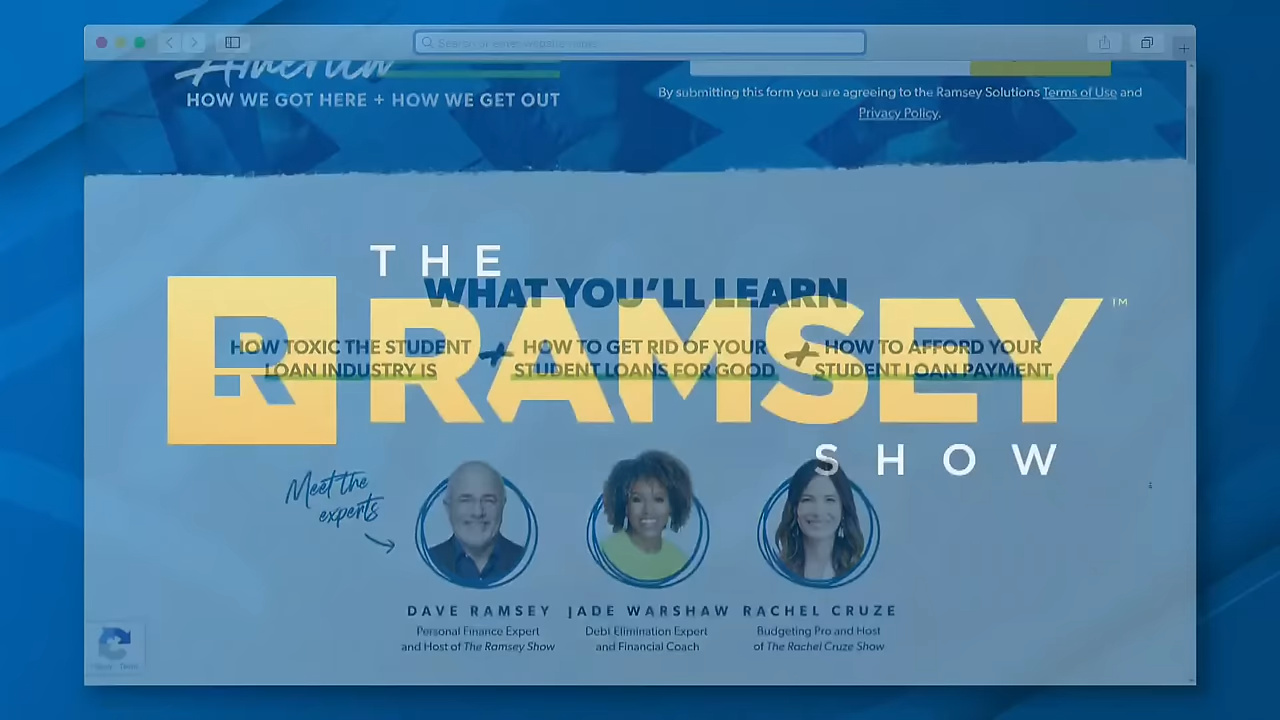 America
HOW WE GOT HERE + HOW WE GET OUT
By submitting this form you are agreeing to the Ramsey Solutions Terms of Use and
Privacy Policy.
THE
RAMSEY™
SHOW
WHAT YOU'LL LEARN
HOW TOXIC THE STUDENT
LOAN INDUSTRY IS
+
HOW TO GET RID OF YOUR
STUDENT LOANS FOR GOOD
+
HOW TO AFFORD YOUR
STUDENT LOAN PAYMENT
Meet the
experts
DAVE RAMSEY
Personal Finance Expert
and Host of The Ramsey Show
JADE WARSHAW
Debt Elimination Expert
and Financial Coach
RACHEL CRUZE
Budgeting Pro and Host
of The Rachel Cruze Show